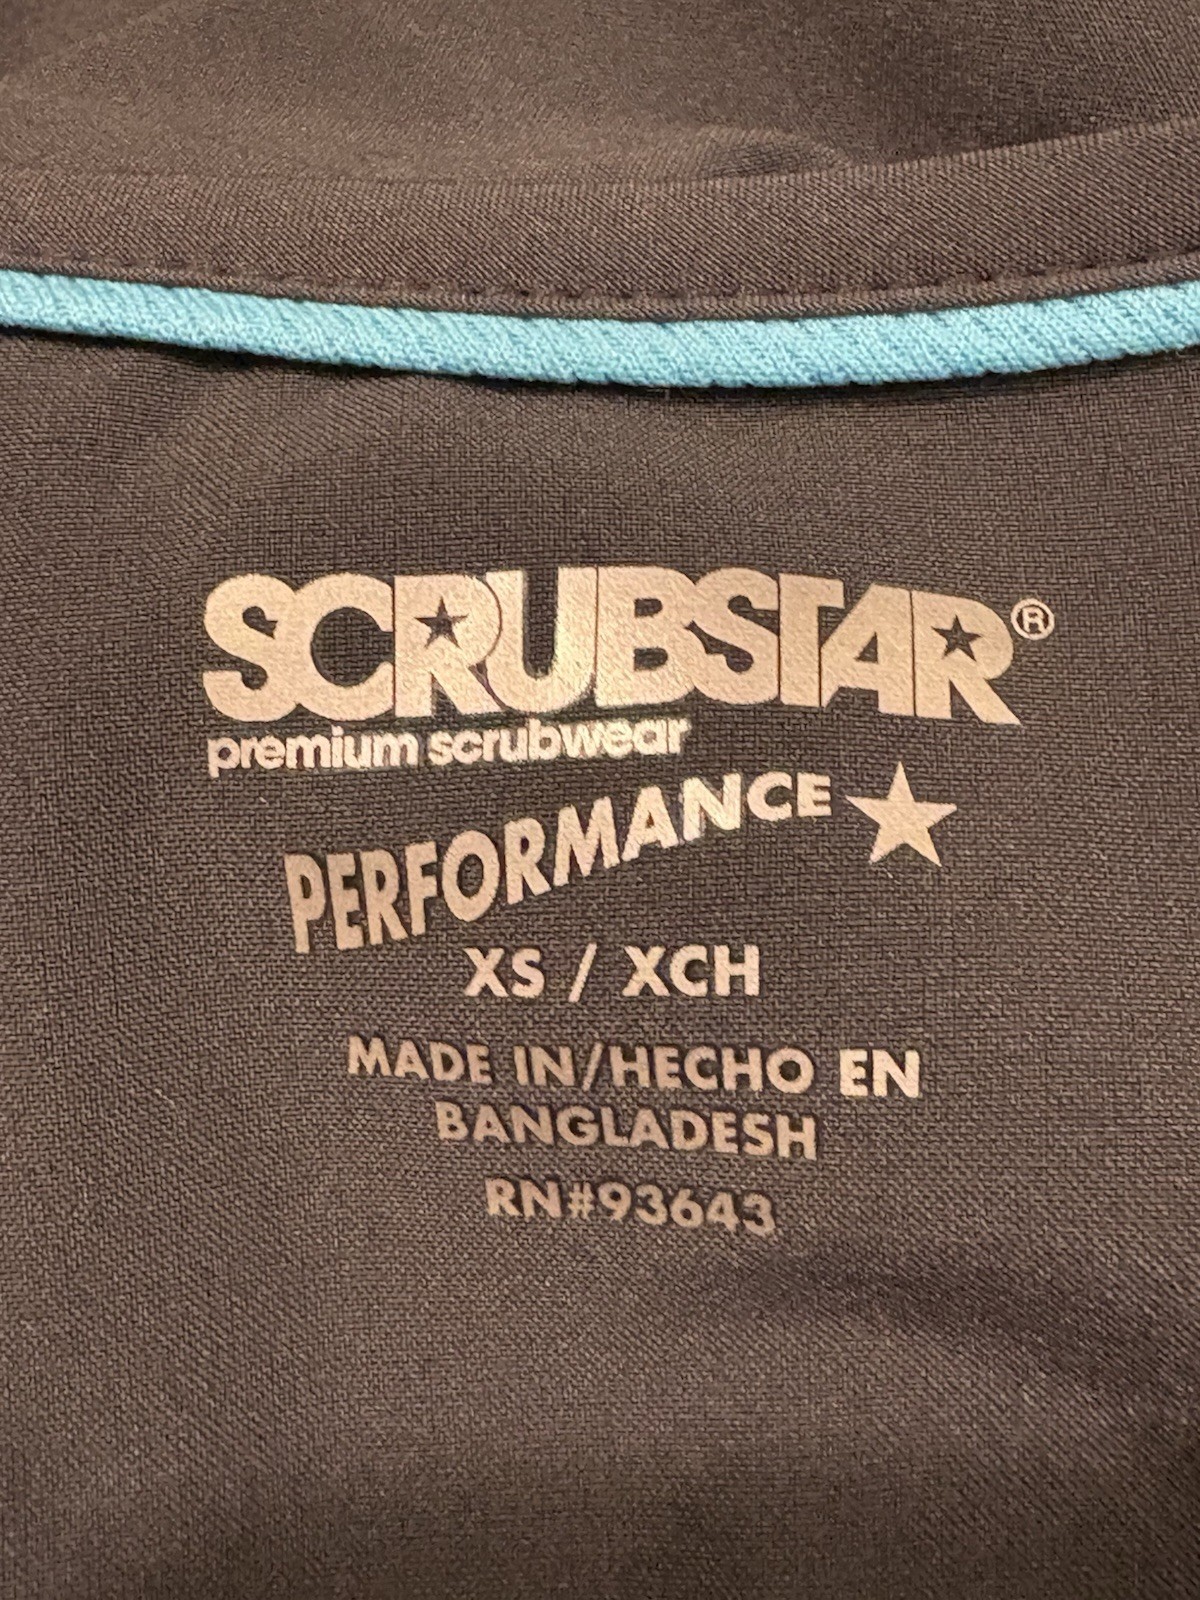 SCRUBSTAR®
premium scrubwear
PERFORMANCE
XS / XCH
MADE IN/HECHO EN
BANGLADESH
RN#93643